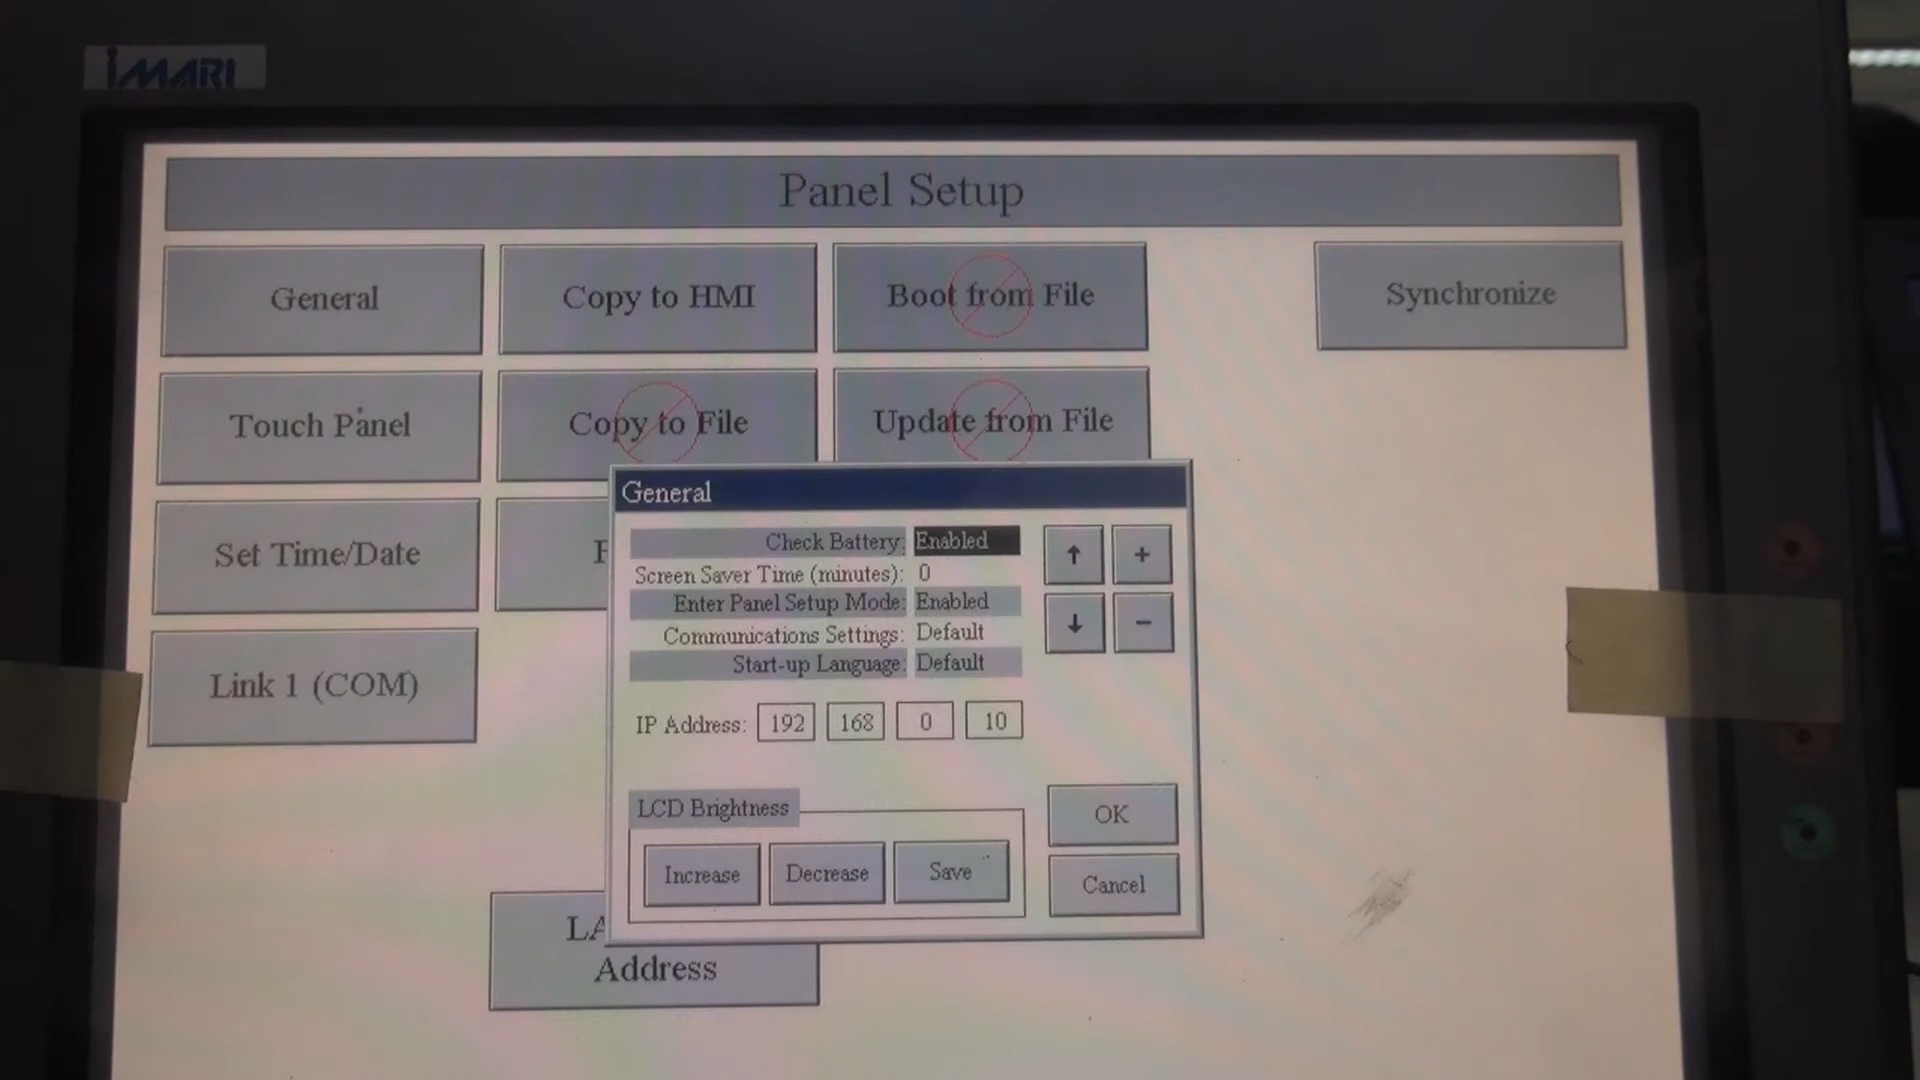 iMARI
Panel Setup
General
Copy to HMI
Boot from File
Synchronize
Touch Panel
Copy to File
Update from File
Set Time/Date
Link 1 (COM)
Address
General
Check Battery: Enabled
Screen Saver Time (minutes): 0
Enter Panel Setup Mode: Enabled
Communications Settings: Default
Start-up Language: Default
IP Address: 192 168 0 10
LCD Brightness
Increase
Decrease
Save
↑
+
↓
-
OK
Cancel